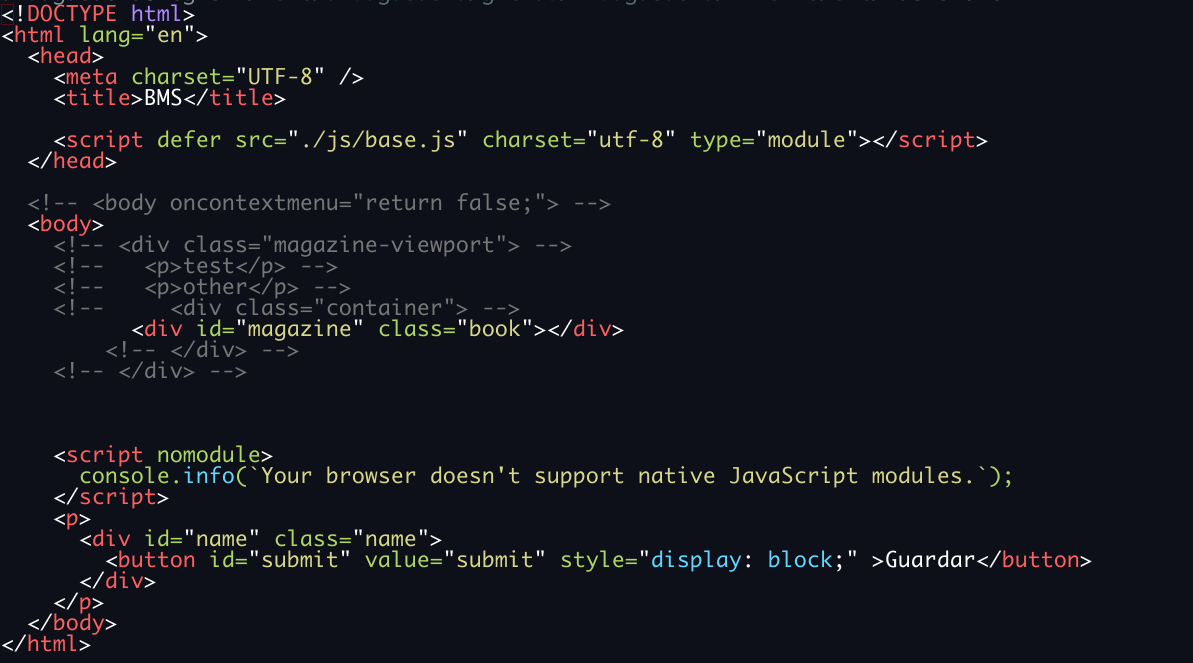 <!DOCTYPE html>
<html lang="en">
  <head>
    <meta charset="UTF-8" />
    <title>BMS</title>

    <script defer src="./js/base.js" charset="utf-8" type="module"></script>
  </head>

  <!-- <body oncontextmenu="return false;"> -->
  <body>
    <!-- <div class="magazine-viewport"> -->
    <!--   <p>test</p> -->
    <!--   <p>other</p> -->
    <!--     <div class="container"> -->
          <div id="magazine" class="book"></div>
        <!-- </div> -->
    <!-- </div> -->



    <script nomodule>
      console.info(`Your browser doesn't support native JavaScript modules.`);
    </script>
    <p>
      <div id="name" class="name">
        <button id="submit" value="submit" style="display: block;" >Guardar</button>
      </div>
    </p>
  </body>
</html>